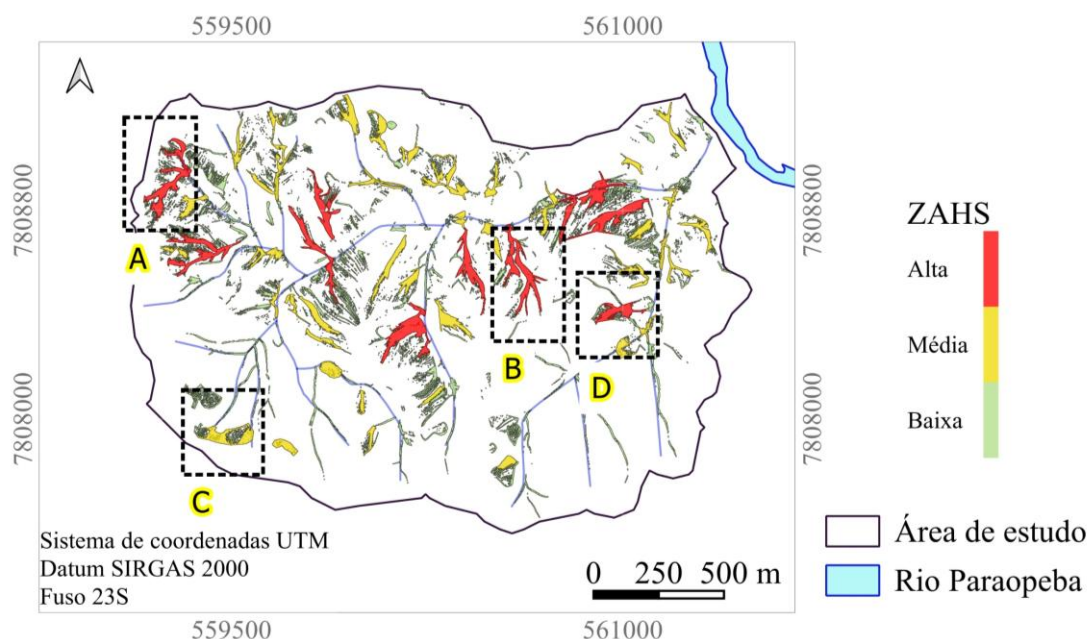 559500
561000
7808800
7808800
ZAHS
Alta
A
Média
B
D
7808000
7808000
Baixa
C
Área de estudo
Sistema de coordenadas UTM
Datum SIRGAS 2000
Fuso 23S
0 250 500 m
Rio Paraopeba
559500
561000